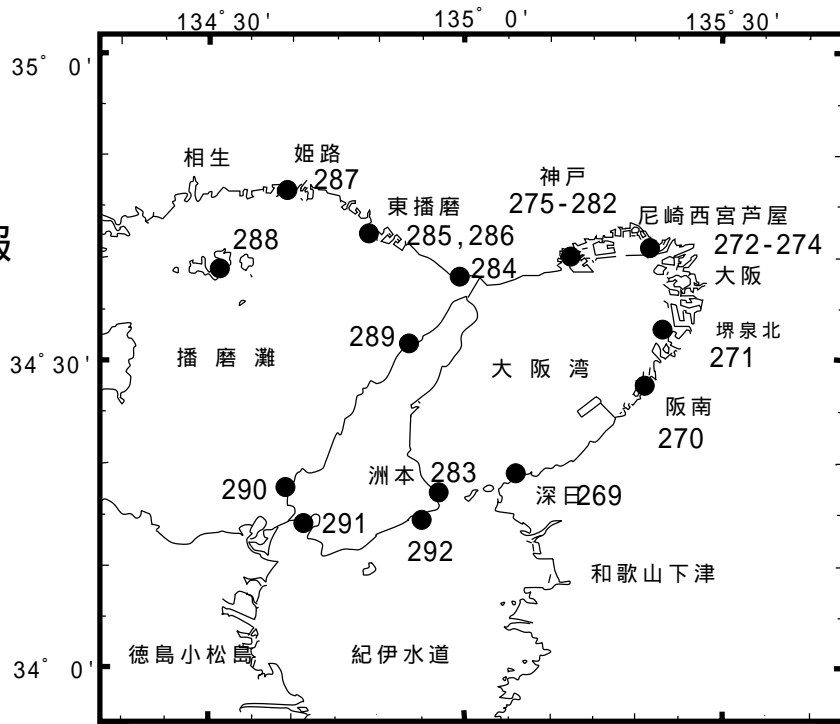 134° 30'
135° 0'
135° 30'
35° 0'
相生
姫路
287
神戸
275-282
東播磨
285,286
尼崎西宮芦屋
272-274
報
288
284
大阪
289
堺泉北
271
34° 30'
播磨灘
大阪湾
阪南
270
洲本
283
290
深日269
291
292
和歌山下津
徳島小松島
紀伊水道
34° 0'